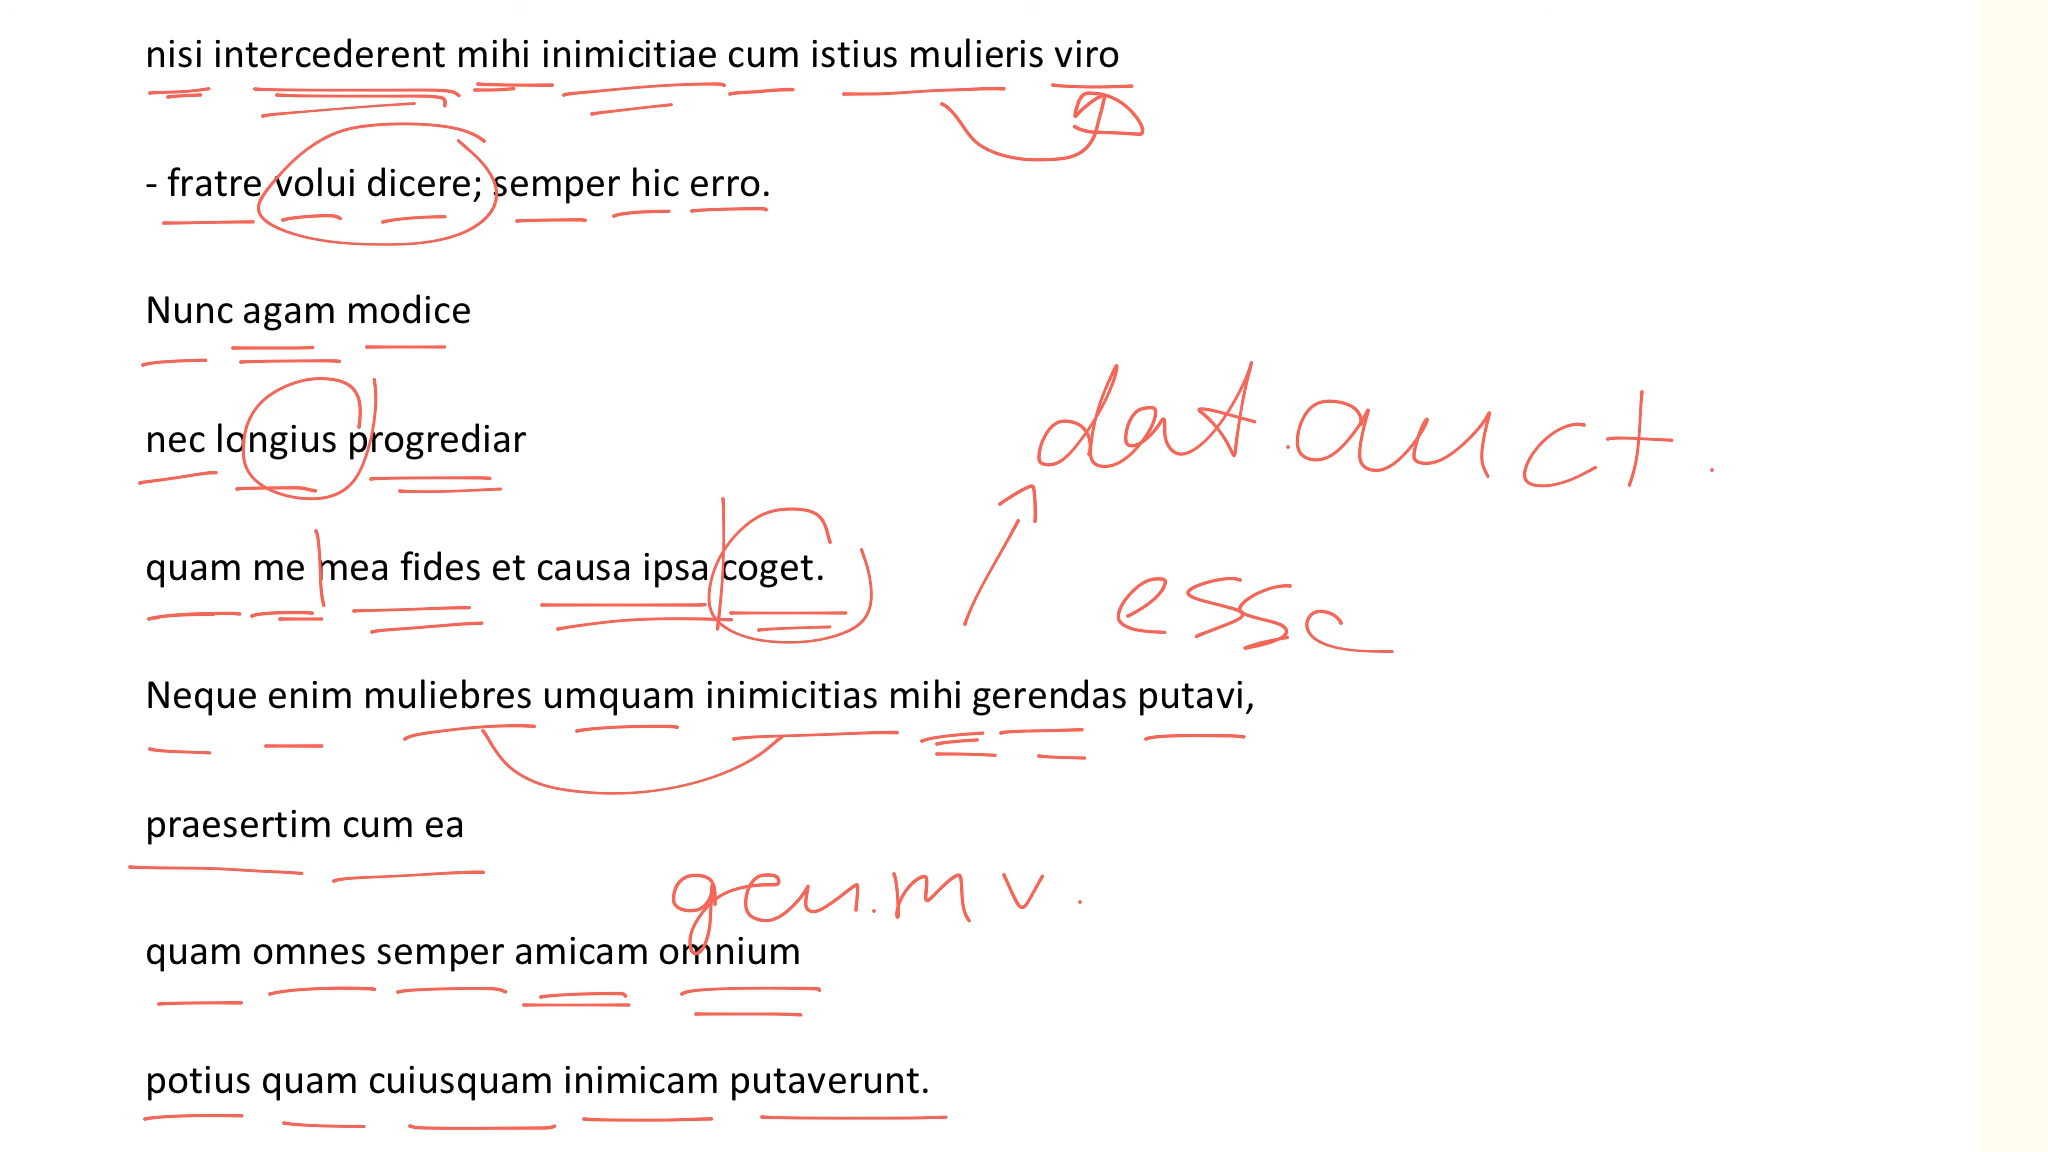 nisi intercederent mihi inimicitiae cum istius mulieris viro
- fratre volui dicere; semper hic erro.
Nunc agam modice
nec longius progrediar
dat. auct.
quam me mea fides et causa ipsa coget.
esse
Neque enim muliebres umquam inimicitias mihi gerendas putavi,
praesertim cum ea
gen. mv.
quam omnes semper amicam omnium
potius quam cuiusquam inimicam putaverunt.